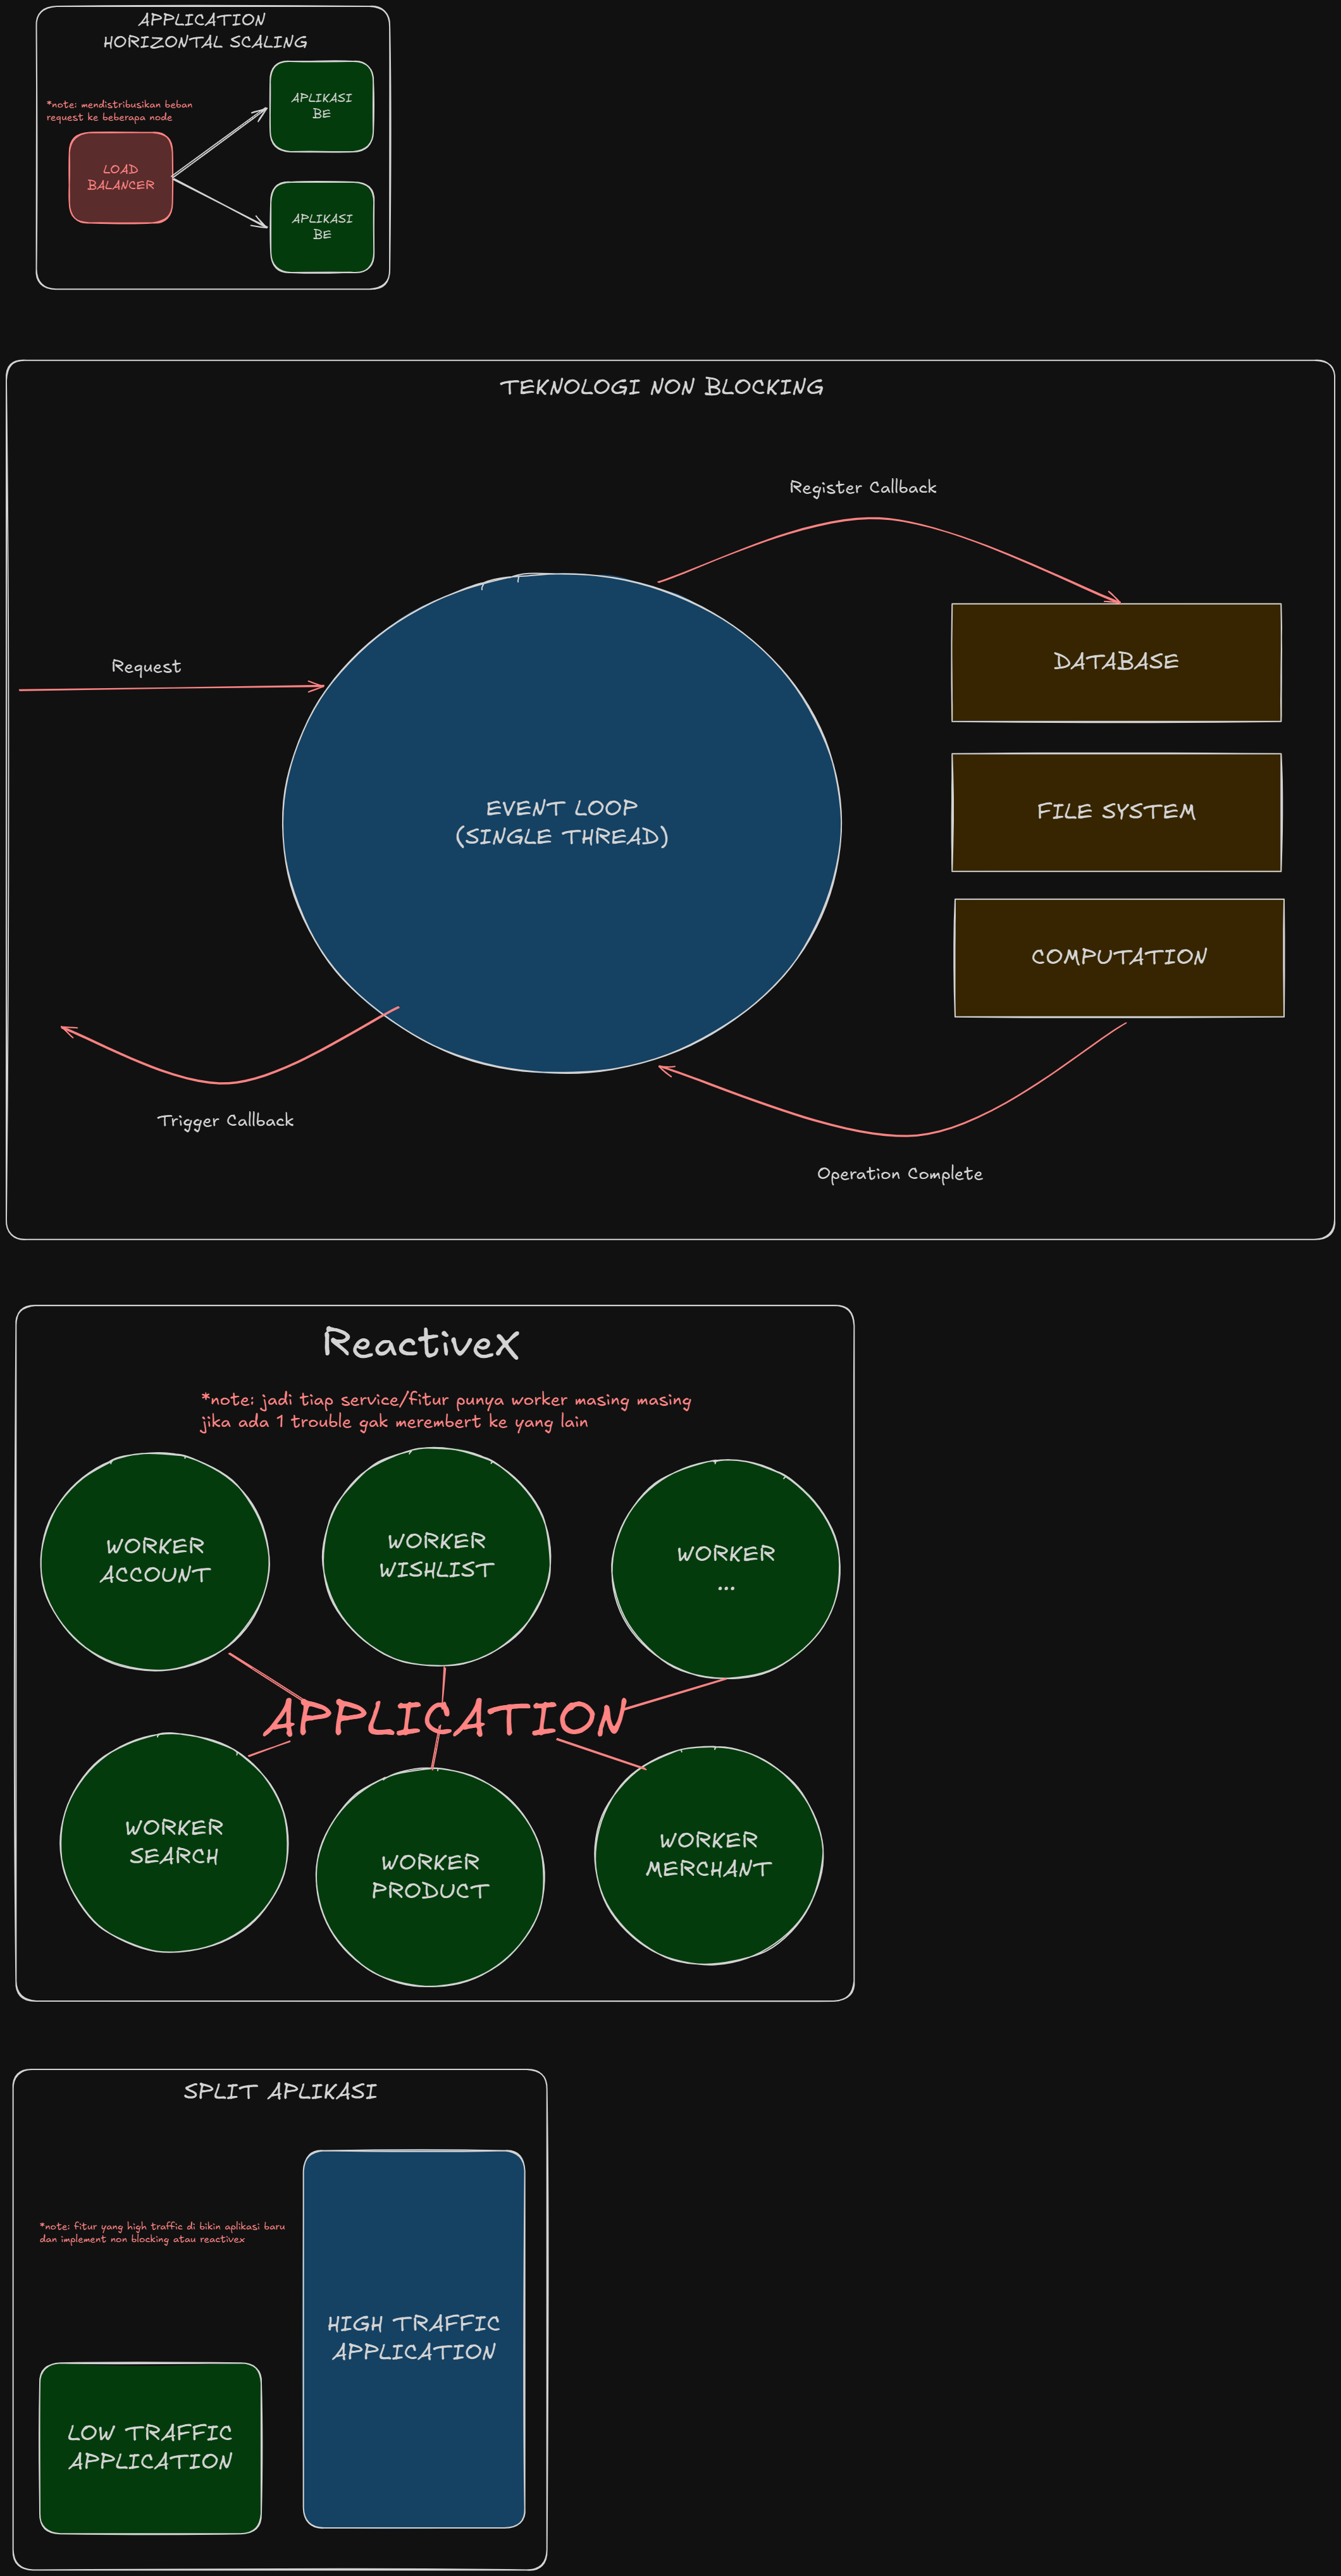 APPLICATION
HORIZONTAL SCALING
*note: mendistribusikan beban
request ke beberapa node
LOAD
BALANCER
APLIKASI
BE
APLIKASI
BE
TEKNOLOGI NON BLOCKING
Register Callback
Request
DATABASE
EVENT LOOP
(SINGLE THREAD)
FILE SYSTEM
COMPUTATION
Trigger Callback
Operation Complete
ReactiveX
*note: jadi tiap service/fitur punya worker masing masing
jika ada 1 trouble gak merembert ke yang lain
WORKER
ACCOUNT
WORKER
WISHLIST
WORKER
...
APPLICATION
WORKER
SEARCH
WORKER
PRODUCT
WORKER
MERCHANT
SPLIT APLIKASI
*note: fitur yang high traffic di bikin aplikasi baru
dan implement non blocking atau reactivex
HIGH TRAFFIC
APPLICATION
LOW TRAFFIC
APPLICATION